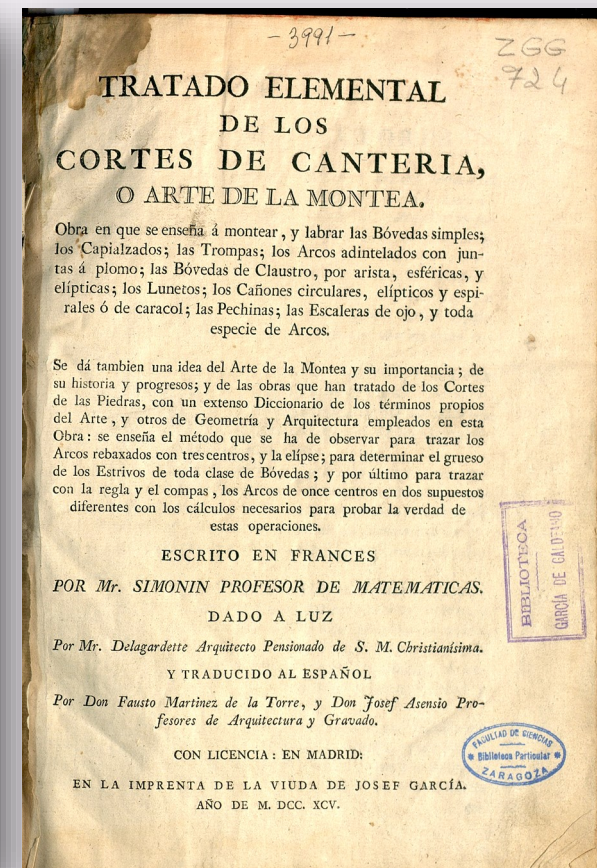 -3991-
ZGG
724
TRATADO ELEMENTAL
DE LOS
CORTES DE CANTERIA,
O ARTE DE LA MONTEA.
Obra en que se enseña á montear, y labrar las Bóvedas simples;
los Capialzados; las Trompas; los Arcos adintelados con jun-
tas á plomo; las Bóvedas de Claustro, por arista, esféricas, y
elípticas; los Lunetos; los Cañones circulares, elípticos y espi-
rales ó de caracol; las Pechinas; las Escaleras de ojo, y toda
especie de Arcos.
Se dá tambien una idea del Arte de la Montea y su importancia; de
su historia y progresos; y de las obras que han tratado de los Cortes
de las Piedras, con un extenso Diccionario de los términos propios
del Arte, y otros de Geometría y Arquitectura empleados en esta
Obra: se enseña el método que se ha de observar para trazar los
Arcos rebaxados con tres centros, y la elípse; para determinar el grueso
de los Estrivos de toda clase de Bóvedas; y por último para trazar
con la regla y el compas, los Arcos de once centros en dos supuestos
diferentes con los cálculos necesarios para probar la verdad de
estas operaciones.
ESCRITO EN FRANCES
POR Mr. SIMONIN PROFESOR DE MATEMATICAS.
DADO A LUZ
Por Mr. Delagardette Arquitecto Pensionado de S. M. Christianísima.
Y TRADUCIDO AL ESPAÑOL
Por Don Fausto Martinez de la Torre, y Don Josef Asensio Pro-
fesores de Arquitectura y Gravado.
CON LICENCIA: EN MADRID:
EN LA IMPRENTA DE LA VIUDA DE JOSEF GARCÍA.
AÑO DE M. DCC. XCV.
BIBLIOTECA
GARCÍA DE GALDEANO
FACULTAD DE CIENCIAS
Biblioteca Particular
ZARAGOZA